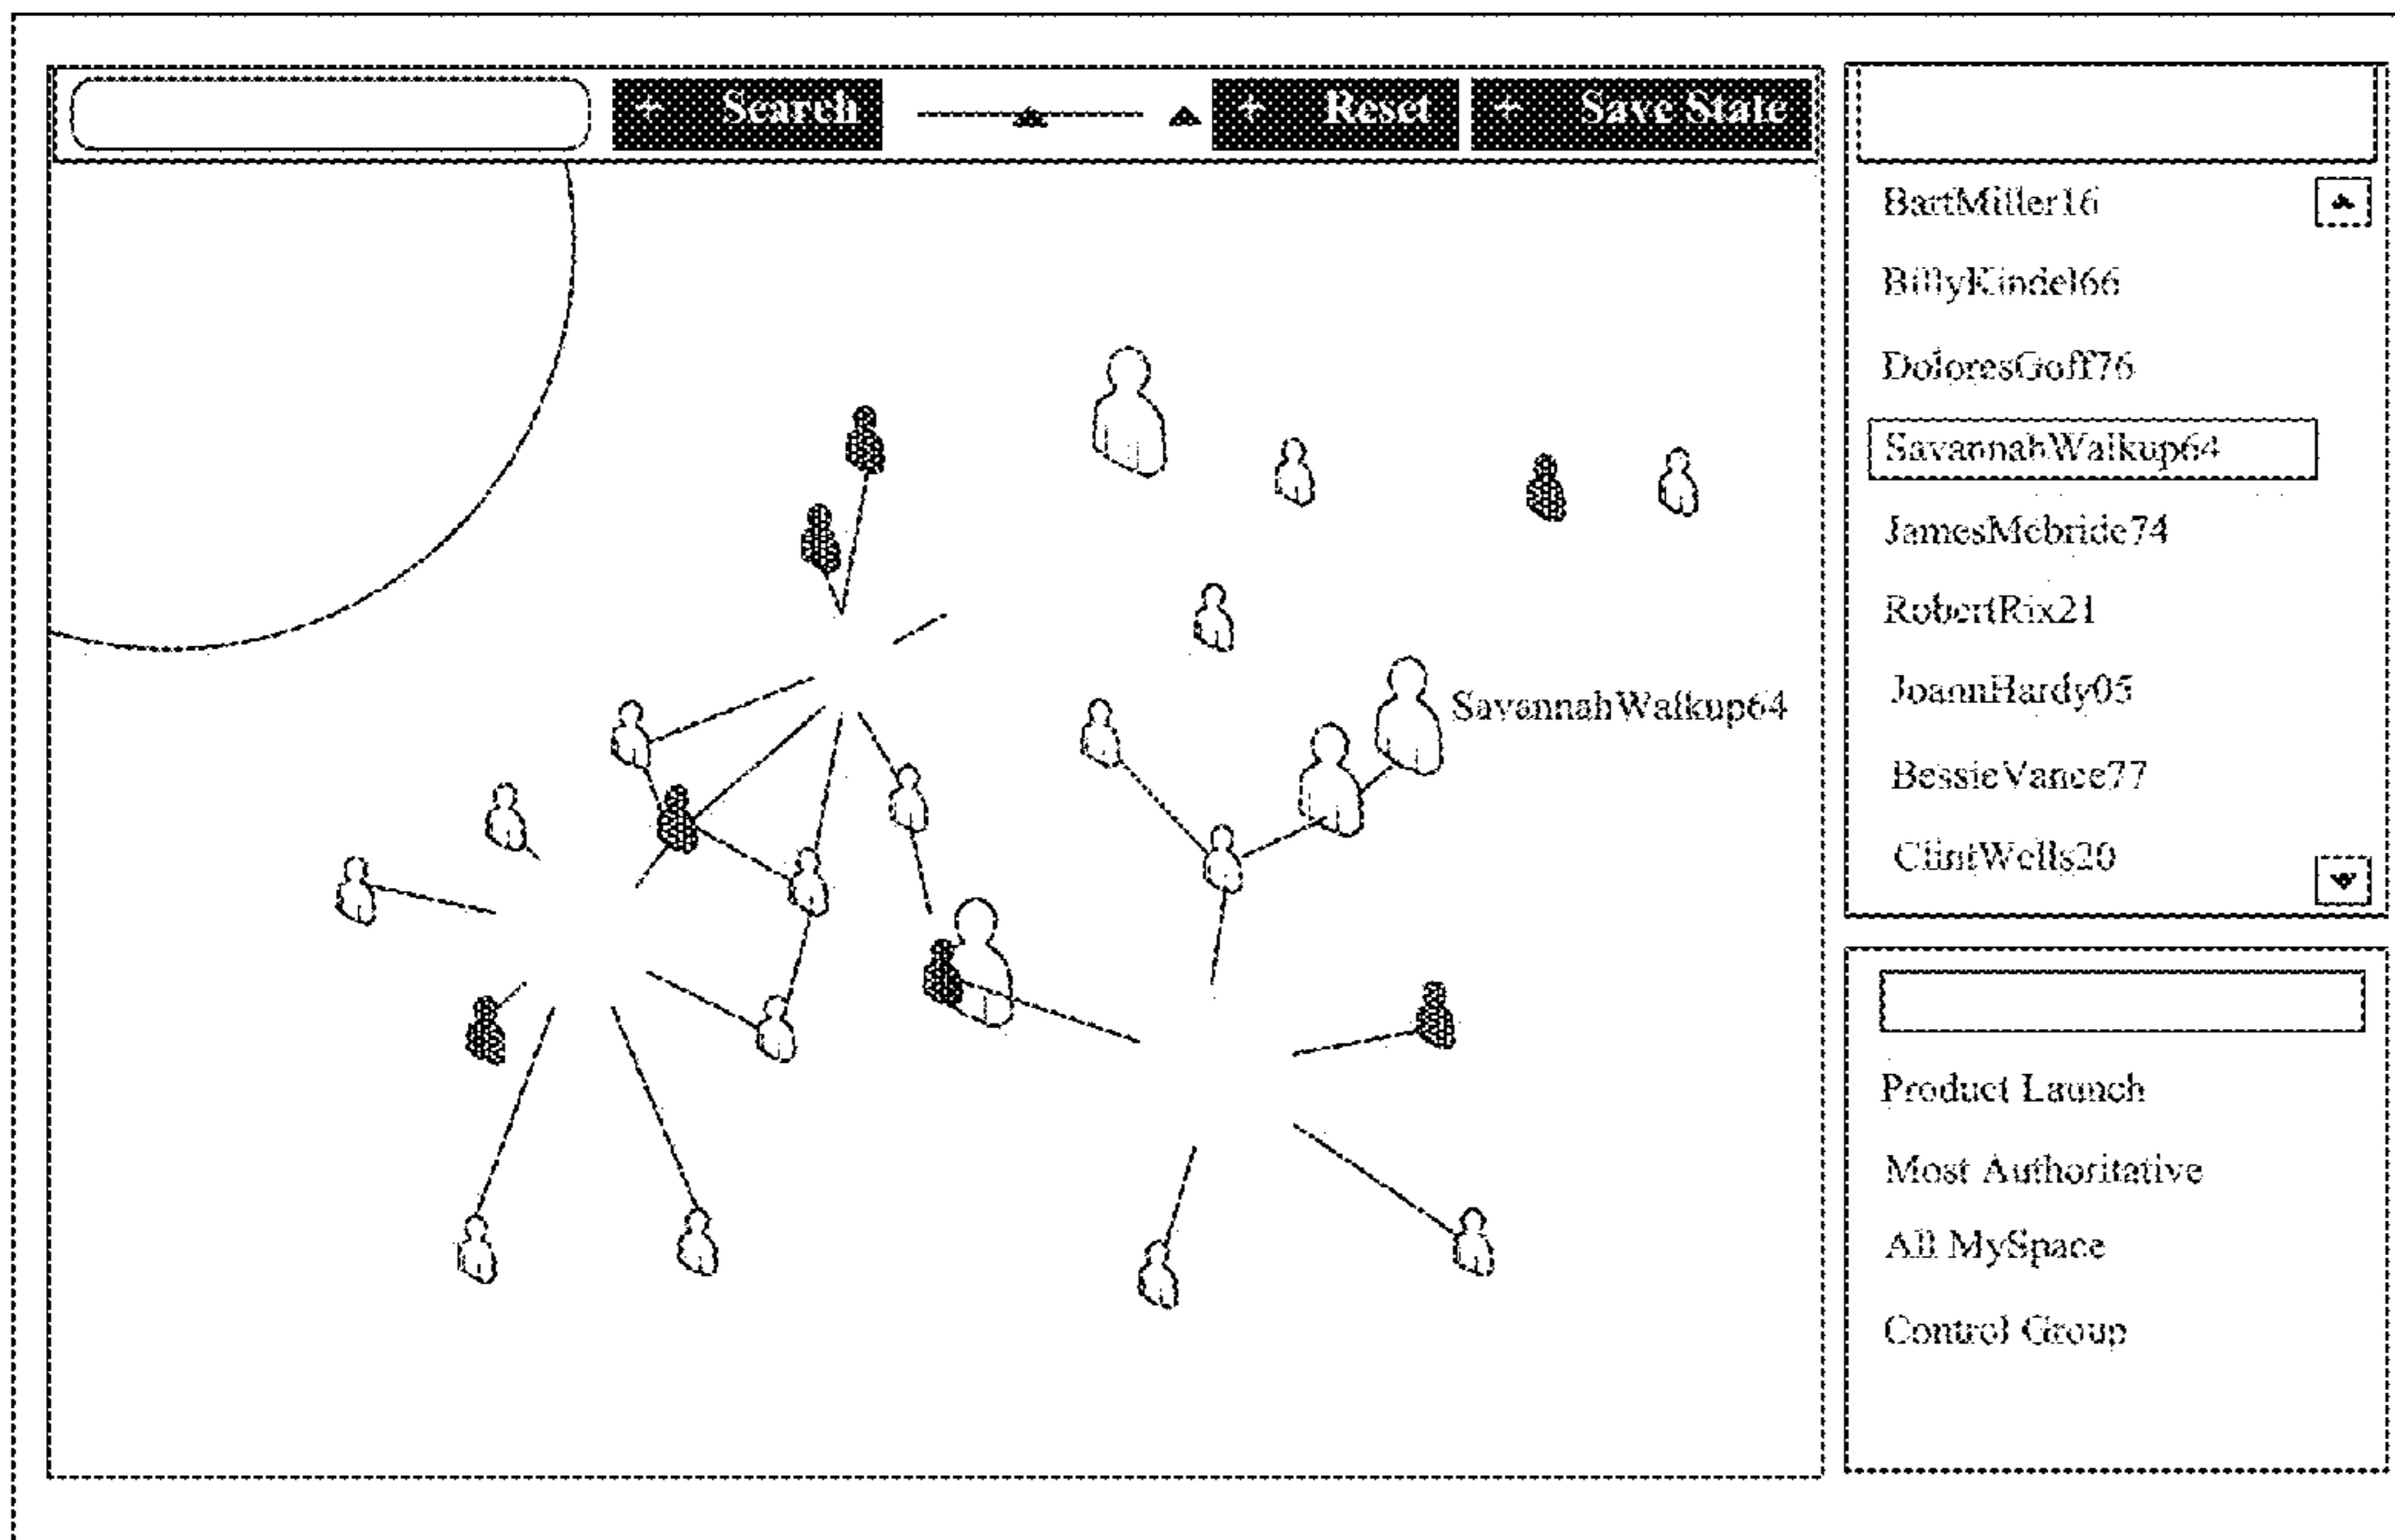 + Search + Reset + Save State
BartMiller16
BillyKindel66
DoloresGoff76
SavannahWalkup64
JamesMcbride74
RobertRix21
SavannahWalkup64
JoannHardy05
BessieVance77
ClintWells20
Product Launch
Most Authoritative
All MySpace
Control Group